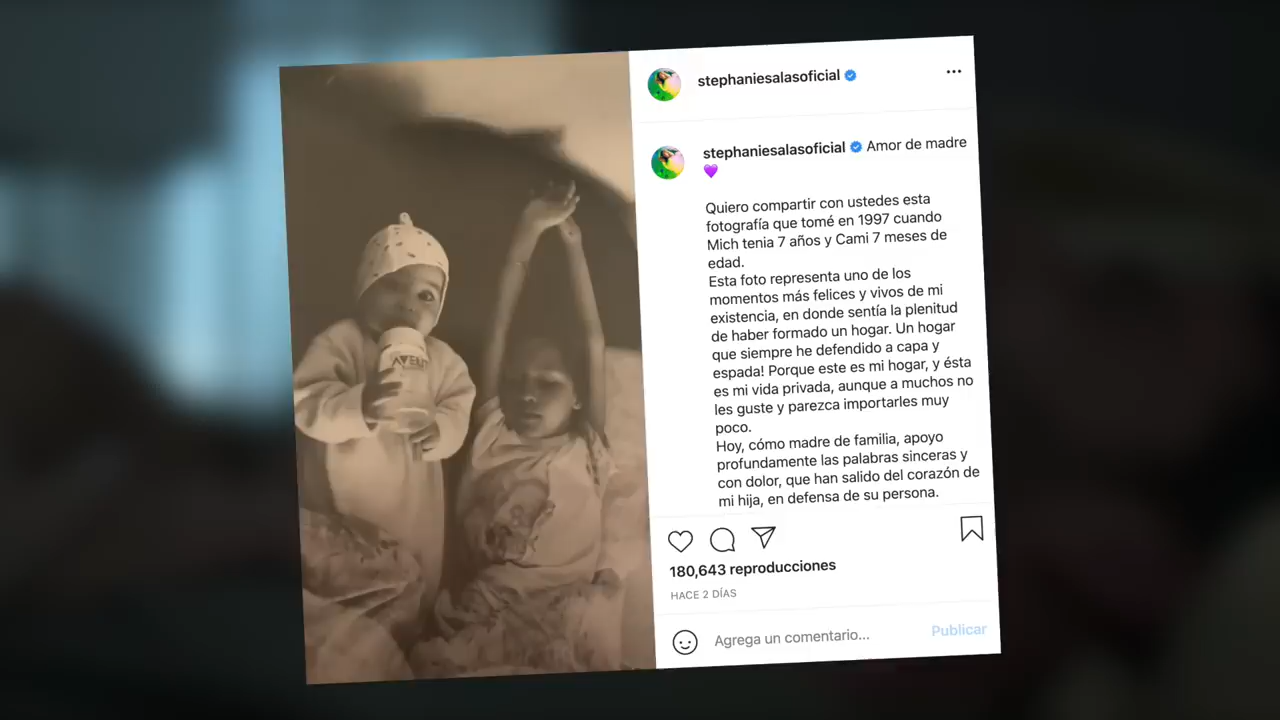 stephaniesalasoficial
stephaniesalasoficial Amor de madre
💜
Quiero compartir con ustedes esta
fotografía que tomé en 1997 cuando
Mich tenia 7 años y Cami 7 meses de
edad.
Esta foto representa uno de los
momentos más felices y vivos de mi
existencia, en donde sentía la plenitud
de haber formado un hogar. Un hogar
que siempre he defendido a capa y
espada! Porque este es mi hogar, y ésta
es mi vida privada, aunque a muchos no
les guste y parezca importarles muy
poco.
Hoy, cómo madre de familia, apoyo
profundamente las palabras sinceras y
con dolor, que han salido del corazón de
mi hija, en defensa de su persona.
180,643 reproducciones
HACE 2 DÍAS
Agrega un comentario... Publicar
AVENT